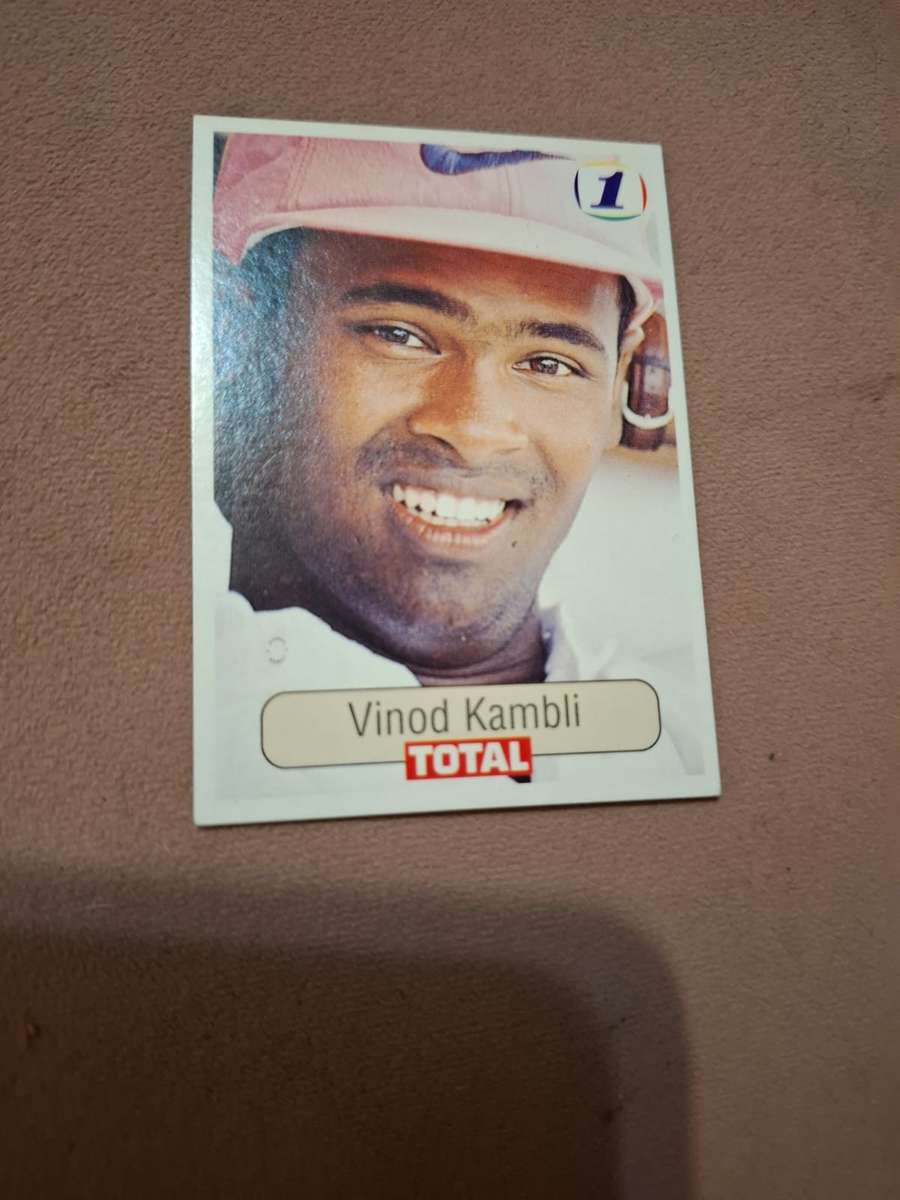 1
Vinod Kambli
TOTAL